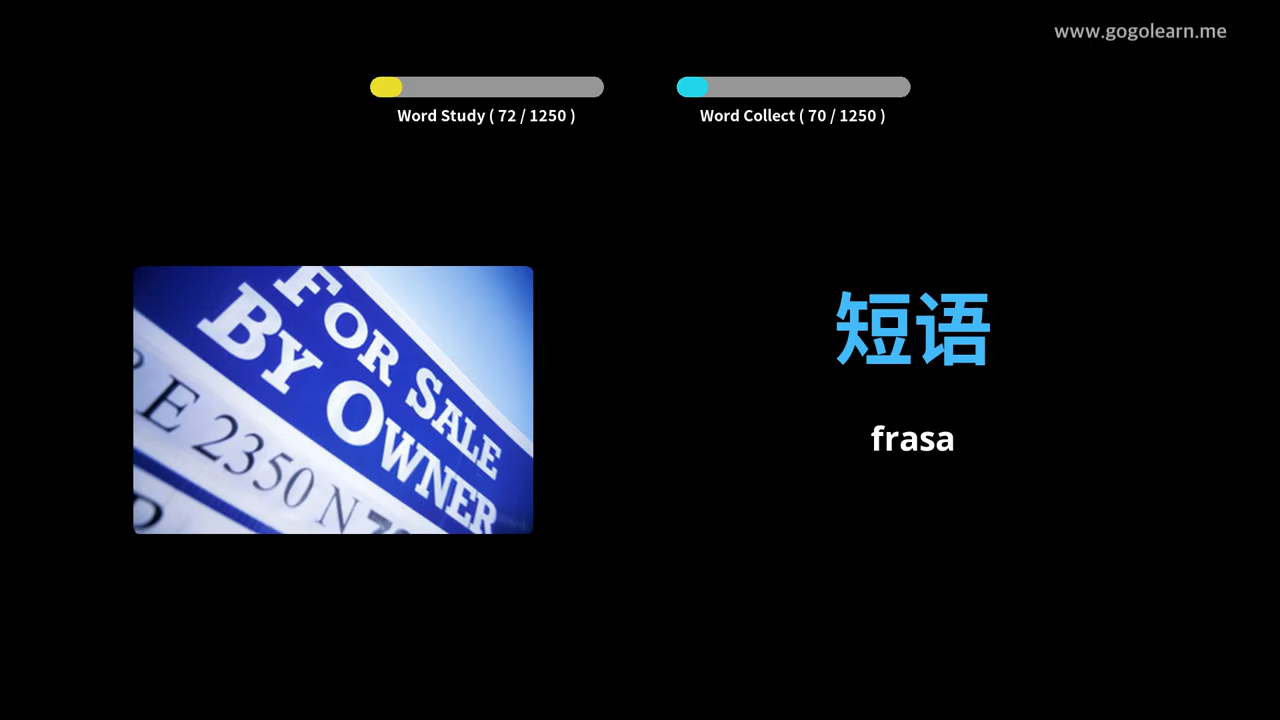 www.gogolearn.me
Word Study ( 72 / 1250 )
Word Collect ( 70 / 1250 )
FOR SALE
BY OWNER
E 2350 N
短语
frasa